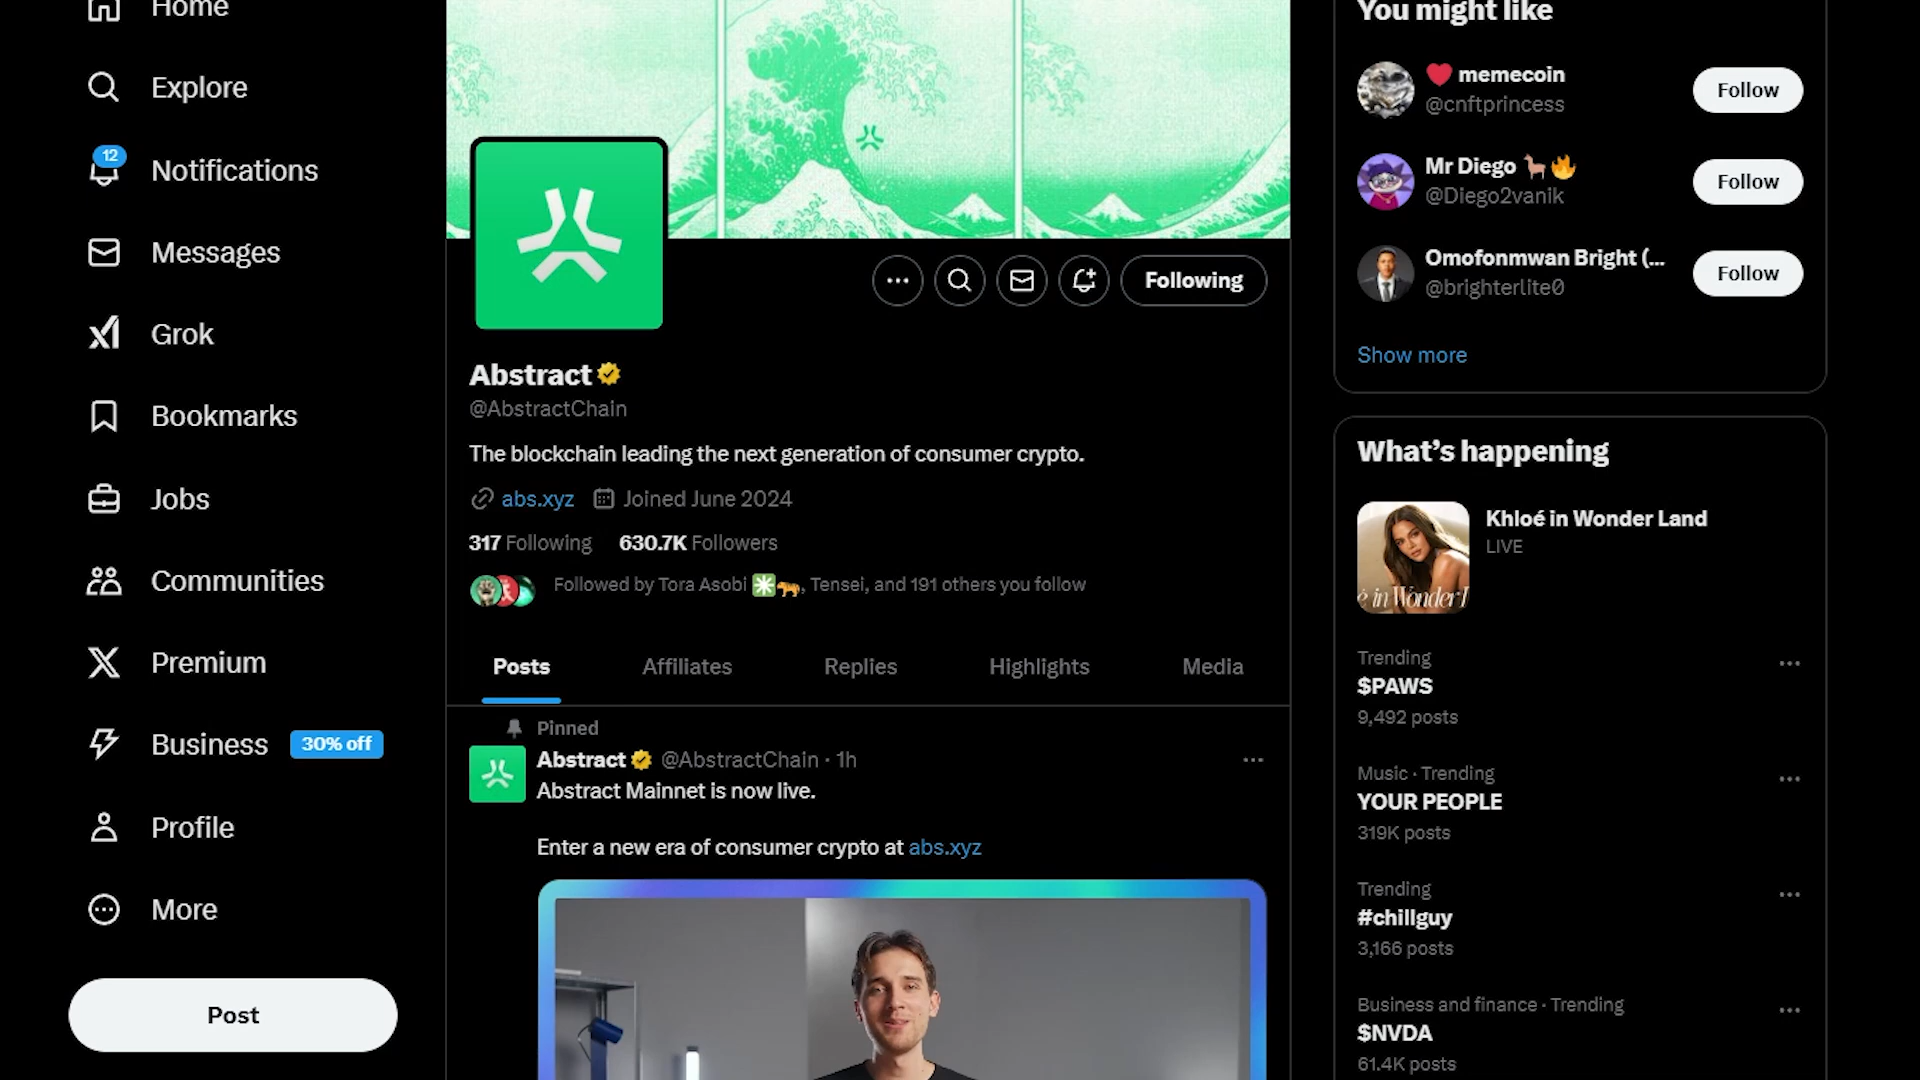 Home
Explore
12
Notifications
Messages
Grok
Bookmarks
Jobs
Communities
Premium
Business 30% off
Profile
More
Post
Following
Abstract
@AbstractChain
The blockchain leading the next generation of consumer crypto.
abs.xyz Joined June 2024
317 Following 630.7K Followers
Followed by Tora Asobi ✳️🐅, Tensei, and 191 others you follow
Posts Affiliates Replies Highlights Media
Pinned
Abstract @AbstractChain · 1h
Abstract Mainnet is now live.
Enter a new era of consumer crypto at abs.xyz
You might like
❤️ memecoin
@cnftprincess
Follow
Mr Diego 🦙🔥
@Diego2vanik
Follow
Omofonmwan Bright (...
@brighterlite0
Follow
Show more
What's happening
é in Wonder
Khloé in Wonder Land
LIVE
Trending
$PAWS
9,492 posts
Music · Trending
YOUR PEOPLE
319K posts
Trending
#chillguy
3,166 posts
Business and finance · Trending
$NVDA
61.4K posts